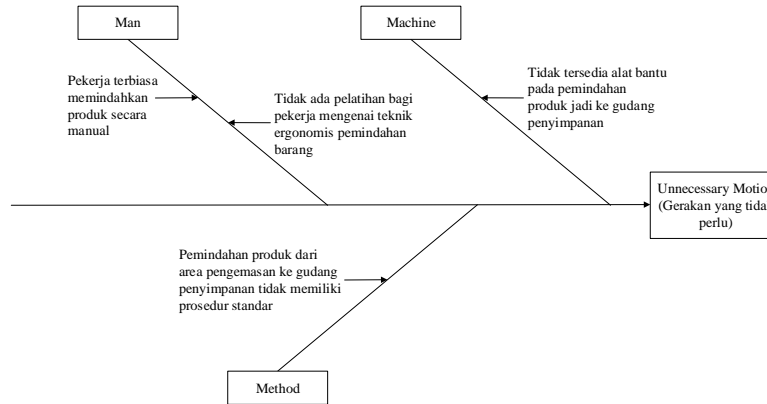 Man
Machine
Pekerja terbiasa
memindahkan
produk secara
manual
Tidak ada pelatihan bagi
pekerja mengenai teknik
ergonomis pemindahan
barang
Tidak tersedia alat bantu
pada pemindahan
produk jadi ke gudang
penyimpanan
Unnecessary Motio
(Gerakan yang tida
perlu)
Pemindahan produk dari
area pengemasan ke gudang
penyimpanan tidak memiliki
prosedur standar
Method